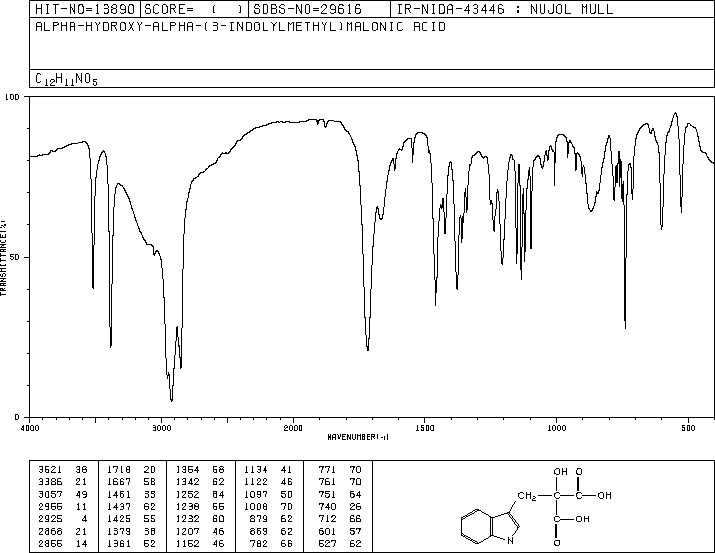 HIT-NO=13890 SCORE= ( ) SDBS-NO=29616 IR-NIDA-43446 : NUJOL MULL
ALPHA-HYDROXY-ALPHA-(3-INDOLYLMETHYL)MALONIC ACID
C12H11NO5
100
50
0
TRANSMITTANCE(%)
4000 3000 2000 1500 1000 500
WAVENUMBER(-1)
3521 38 1718 20 1354 68 1134 41 771 70
3386 21 1667 58 1342 62 1122 46 761 70
3057 49 1461 33 1252 64 1097 50 751 64
2955 11 1437 62 1238 55 1008 70 740 26
2925 4 1425 55 1232 60 879 62 712 66
2868 21 1379 38 1207 46 869 62 601 57
2855 14 1361 52 1152 46 782 66 527 62
OH O
CH2 C C OH
C OH
O
N